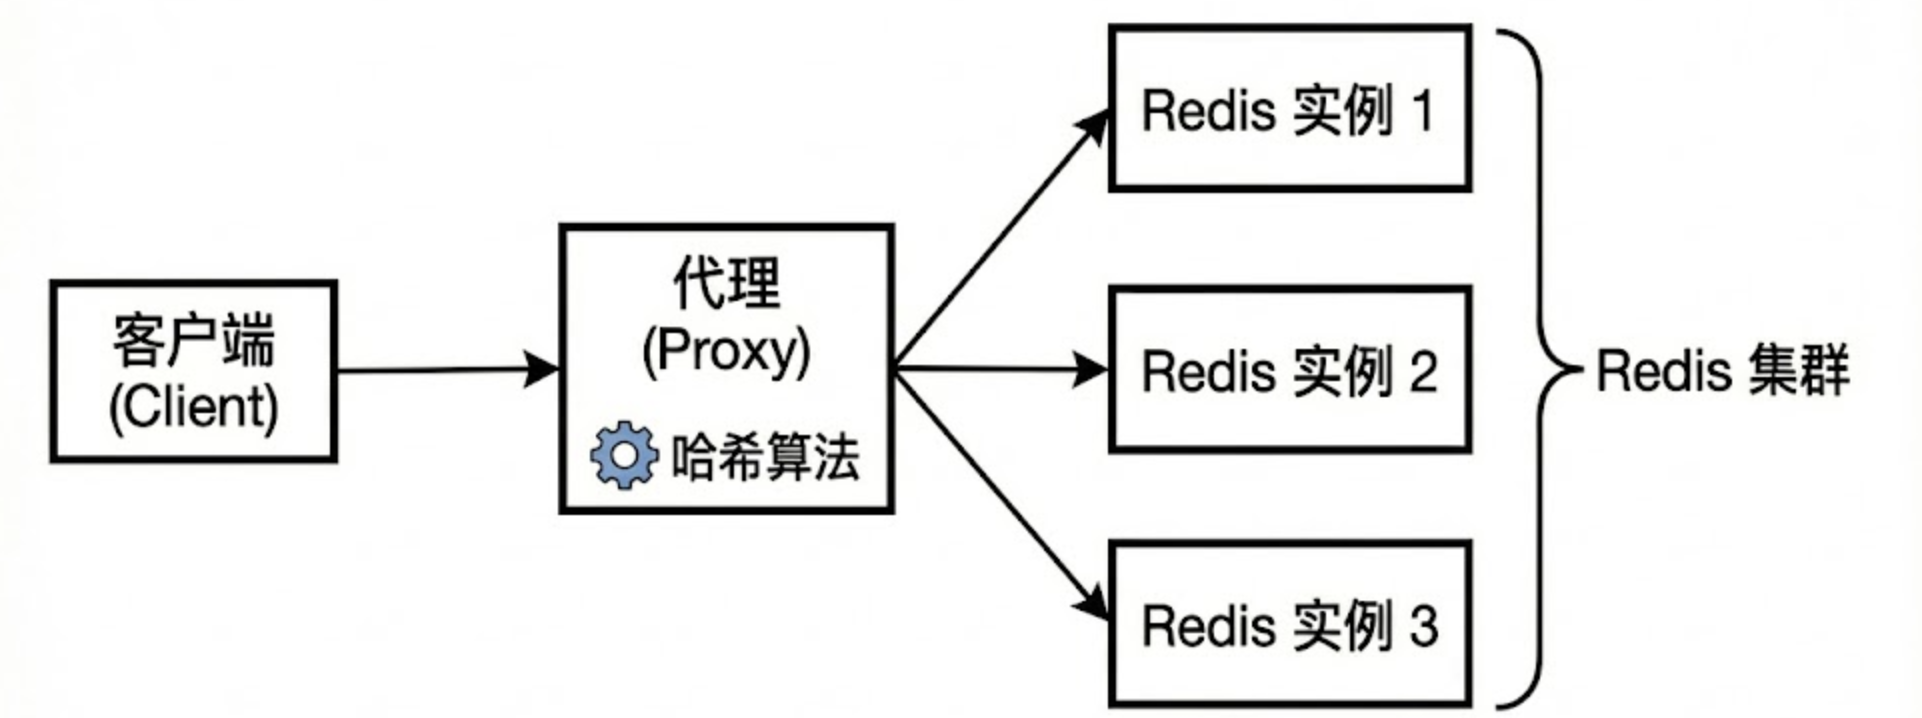 客户端
(Client)
代理
(Proxy)
哈希算法
Redis 实例 1
Redis 实例 2
Redis 实例 3
Redis 集群